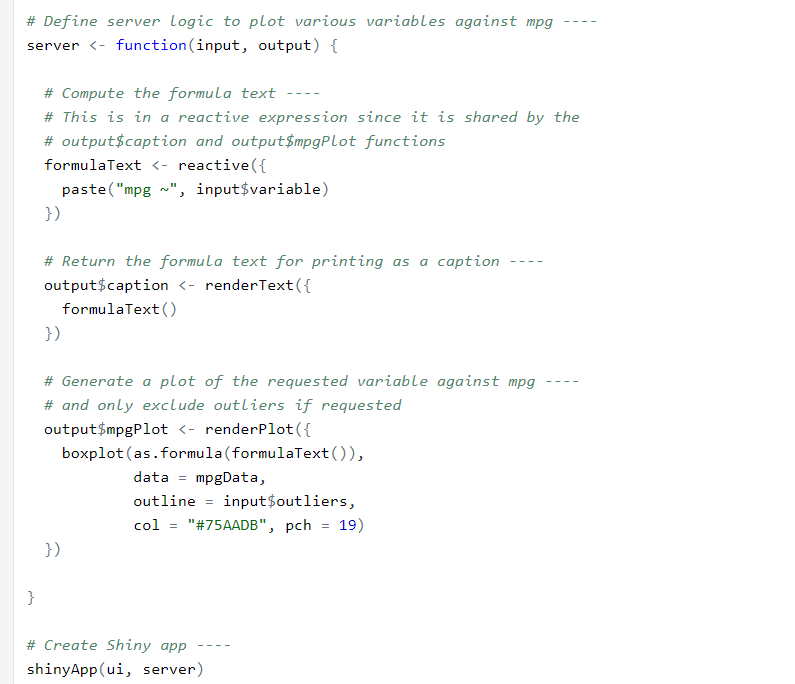 # Define server logic to plot various variables against mpg ----
server <- function(input, output) {
  # Compute the formula text ----
  # This is in a reactive expression since it is shared by the
  # output$caption and output$mpgPlot functions
  formulaText <- reactive({
    paste("mpg ~", input$variable)
  })
  # Return the formula text for printing as a caption ----
  output$caption <- renderText({
    formulaText()
  })
  # Generate a plot of the requested variable against mpg ----
  # and only exclude outliers if requested
  output$mpgPlot <- renderPlot({
    boxplot(as.formula(formulaText()),
            data = mpgData,
            outline = input$outliers,
            col = "#75AADB", pch = 19)
  })
}
# Create Shiny app ----
shinyApp(ui, server)